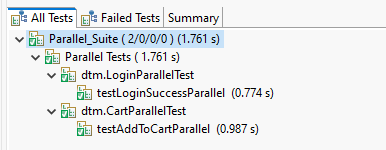 All Tests Failed Tests Summary
Parallel_Suite ( 2/0/0/0 ) (1.761 s)
Parallel Tests ( 1.761 s)
dtm.LoginParallelTest
testLoginSuccessParallel (0.774 s)
dtm.CartParallelTest
testAddToCartParallel (0.987 s)